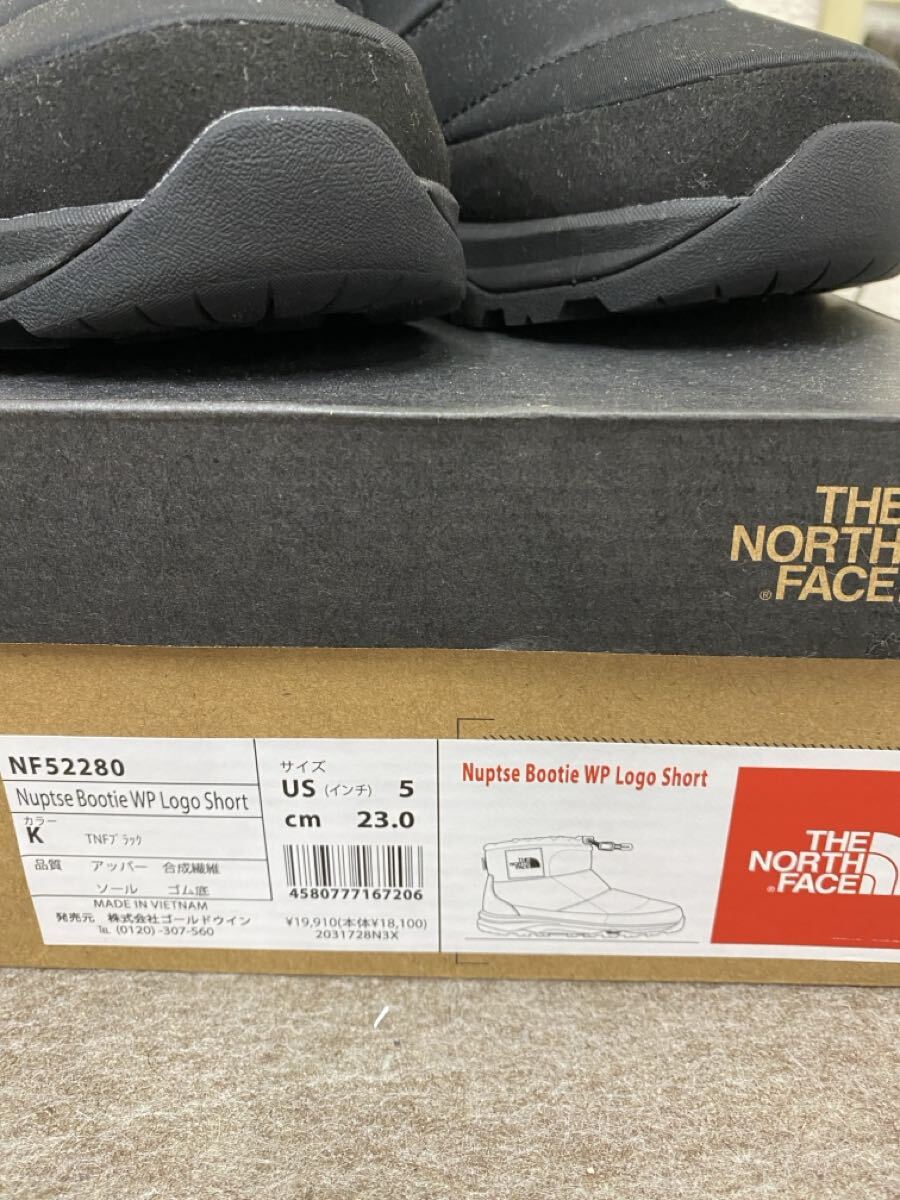 THE
NORTH
FACE
NF52280
Nuptse Bootie WP Logo Short
カラー
K TNFブラック
品質 アッパー 合成繊維
ソール ゴム底
MADE IN VIETNAM
発売元 株式会社ゴールドウイン
TEL (0120)-307-560
サイズ
US (インチ) 5
cm 23.0
4580777167206
¥19,910(本体¥18,100)
2031728N3X
Nuptse Bootie WP Logo Short
THE
NORTH
FACE